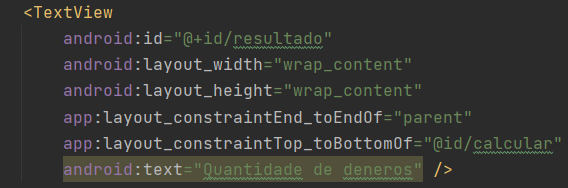 <TextView
android:id="@+id/resultado"
android:layout_width="wrap_content"
android:layout_height="wrap_content"
app:layout_constraintEnd_toEndOf="parent"
app:layout_constraintTop_toBottomOf="@id/calcular"
android:text="Quantidade de deneros" />